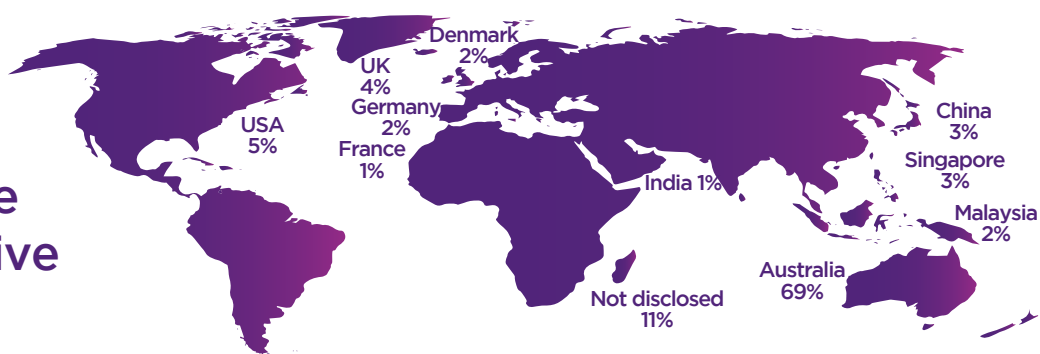 Denmark
2%
UK
4%
Germany
2%
USA
5%
France
1%
China
3%
Singapore
3%
India 1%
Malaysia
2%
Australia
69%
Not disclosed
11%
e
ive